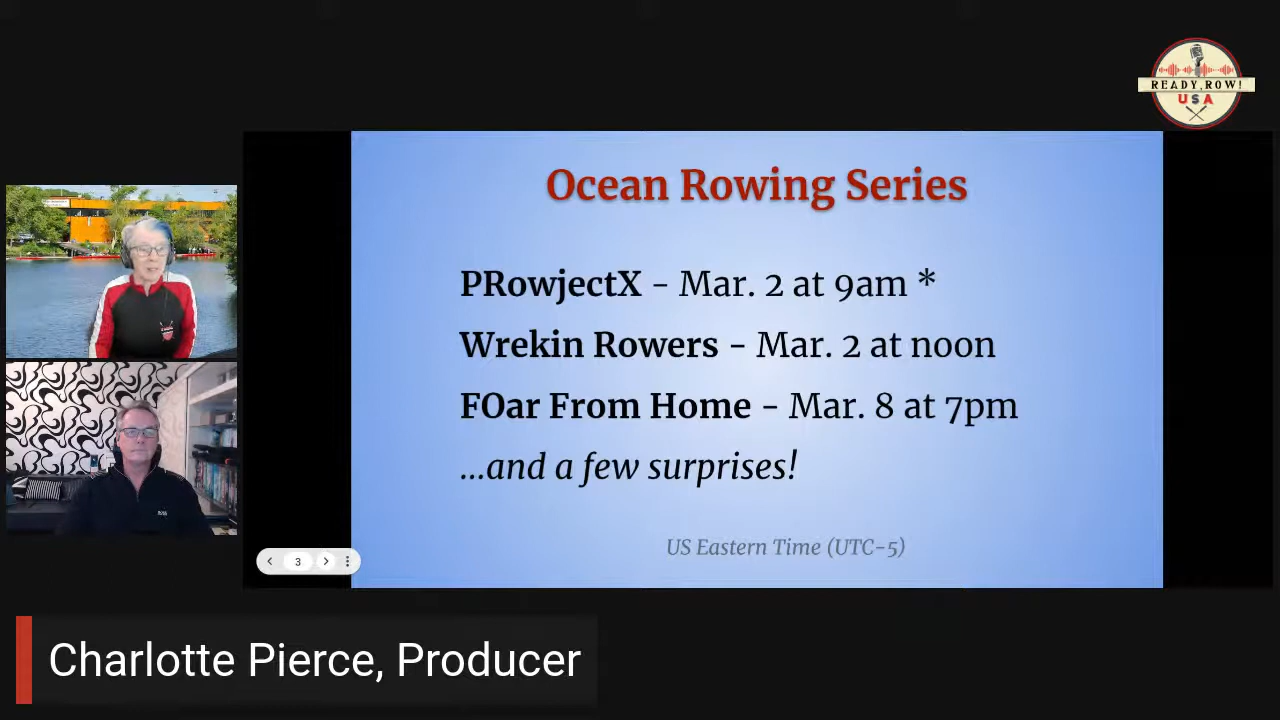 READY, ROW!
USA
Ocean Rowing Series
PRowjectX - Mar. 2 at 9am *
Wrekin Rowers - Mar. 2 at noon
FOar From Home - Mar. 8 at 7pm
...and a few surprises!
US Eastern Time (UTC-5)
3
Charlotte Pierce, Producer